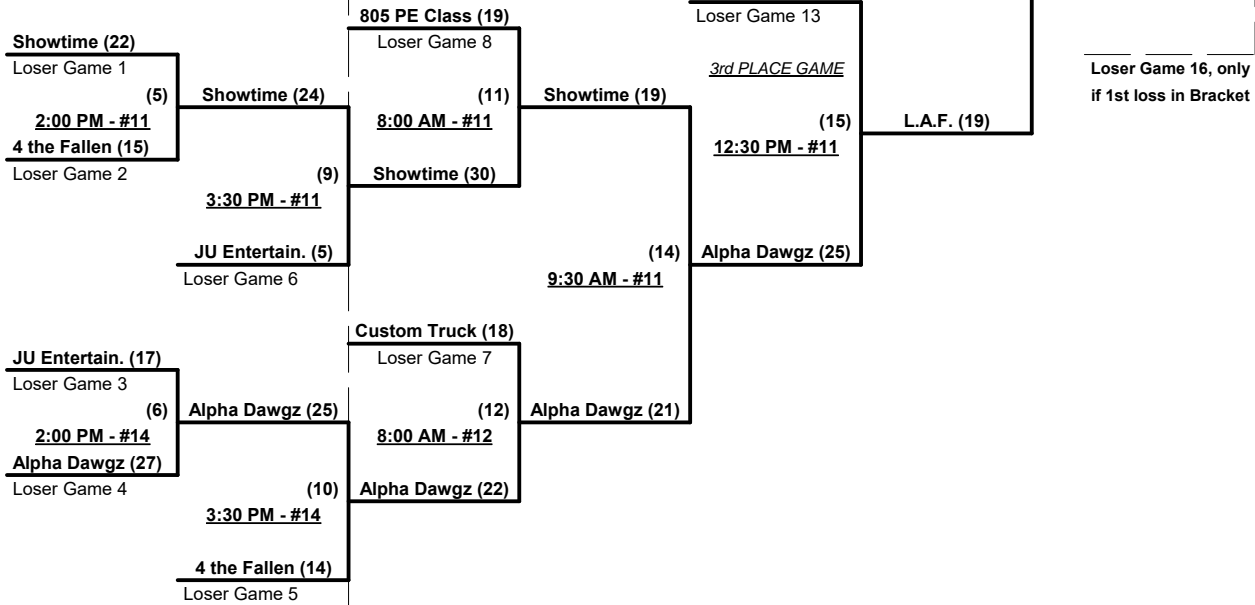 805 PE Class (19)
Loser Game 13
Showtime (22)
Loser Game 8
Loser Game 1
3rd PLACE GAME
Loser Game 16, only
if 1st loss in Bracket
(5)
Showtime (24)
(11)
Showtime (19)
2:00 PM - #11
8:00 AM - #11
(15)
L.A.F. (19)
4 the Fallen (15)
12:30 PM - #11
Loser Game 2
(9)
Showtime (30)
3:30 PM - #11
JU Entertain. (5)
(14)
Alpha Dawgz (25)
Loser Game 6
9:30 AM - #11
Custom Truck (18)
JU Entertain. (17)
Loser Game 7
Loser Game 3
(6)
Alpha Dawgz (25)
(12)
Alpha Dawgz (21)
2:00 PM - #14
8:00 AM - #12
Alpha Dawgz (27)
Loser Game 4
(10)
Alpha Dawgz (22)
3:30 PM - #14
4 the Fallen (14)
Loser Game 5